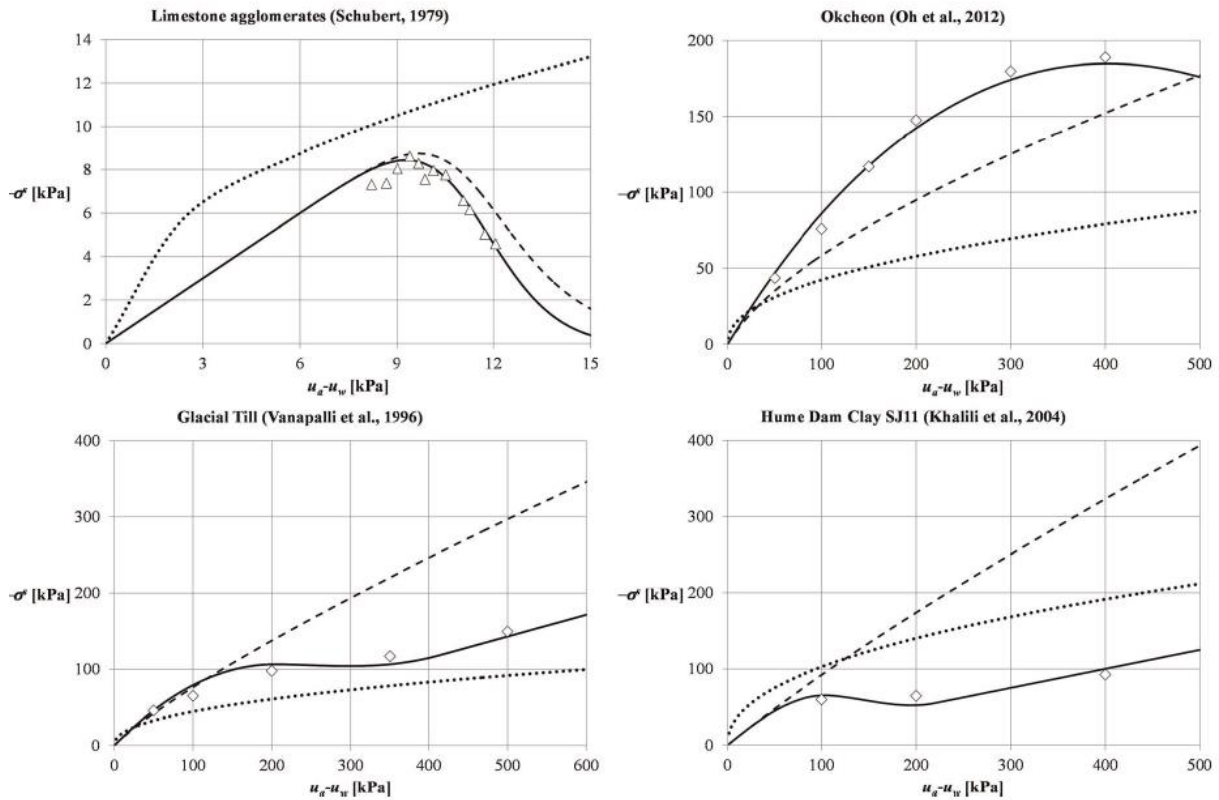 Limestone agglomerates (Schubert, 1979)
14
12
10
8
-σˢ [kPa]
6
4
2
0
0 3 6 9 12 15
uₐ-u_w [kPa]
Okcheon (Oh et al., 2012)
200
150
-σˢ [kPa]
100
50
0
0 100 200 300 400 500
uₐ-u_w [kPa]
Glacial Till (Vanapalli et al., 1996)
400
300
-σˢ [kPa]
200
100
0
0 100 200 300 400 500 600
uₐ-u_w [kPa]
Hume Dam Clay SJ11 (Khalili et al., 2004)
400
300
-σˢ [kPa]
200
100
0
0 100 200 300 400 500
uₐ-u_w [kPa]